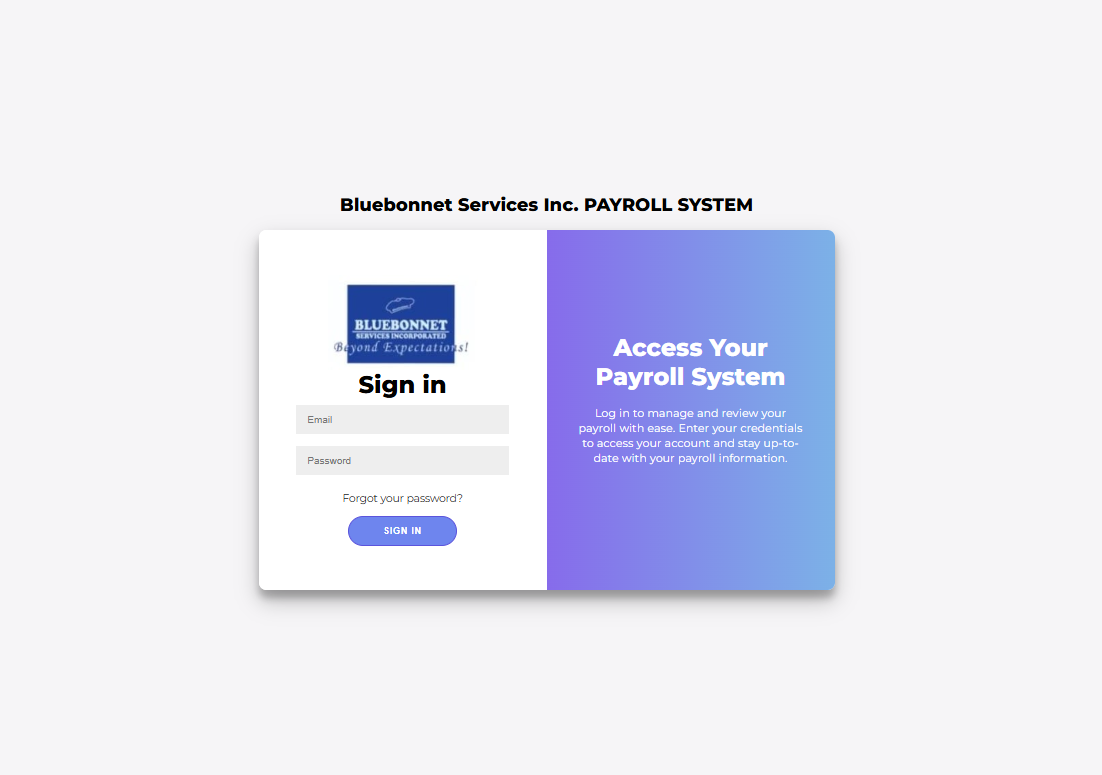 Bluebonnet Services Inc. PAYROLL SYSTEM
BLUEBONNET
SERVICES INCORPORATED
Beyond Expectations!
Sign in
Email
Password
Forgot your password?
SIGN IN
Access Your
Payroll System
Log in to manage and review your
payroll with ease. Enter your credentials
to access your account and stay up-to-
date with your payroll information.